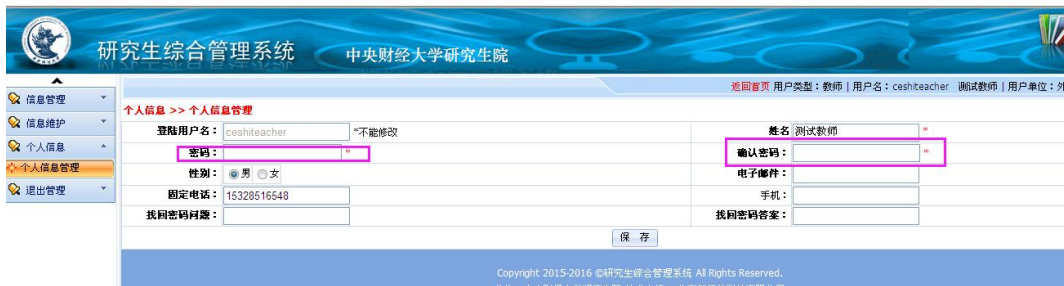 研究生综合管理系统 中央财经大学研究生院
返回首页 用户类型：教师 | 用户名：ceshiteacher 测试教师 | 用户单位：外
信息管理
信息维护
个人信息
个人信息管理
退出管理
个人信息 >> 个人信息管理
登陆用户名： ceshiteacher *不能修改 姓名 测试教师 *
密码： * 确认密码： *
性别： 男 女 电子邮件：
固定电话： 15328516548 手机：
找回密码问题： 找回密码答案：
保 存
Copyright 2015-2016 ©研究生综合管理系统 All Rights Reserved.